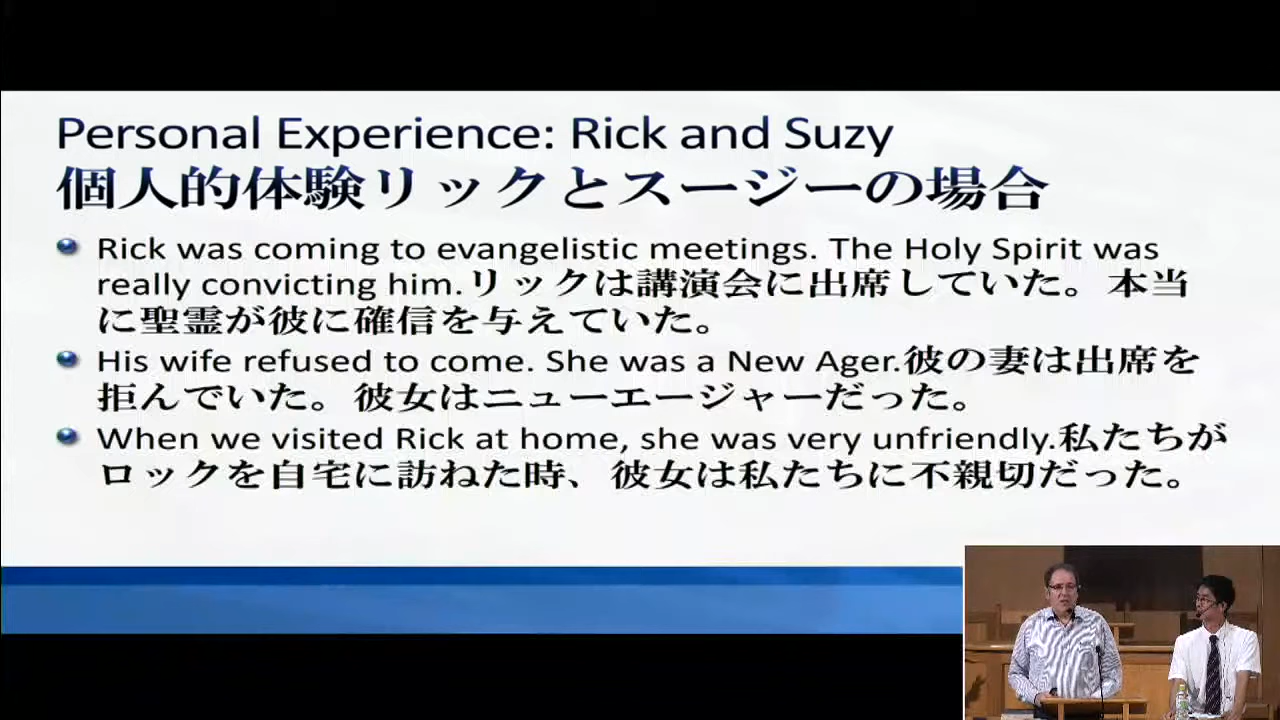 Personal Experience: Rick and Suzy
個人的体験リックとスージーの場合
Rick was coming to evangelistic meetings. The Holy Spirit was
really convicting him.リックは講演会に出席していた。本当
に聖霊が彼に確信を与えていた。
His wife refused to come. She was a New Ager.彼の妻は出席を
拒んでいた。彼女はニューエージャーだった。
When we visited Rick at home, she was very unfriendly.私たちが
ロックを自宅に訪ねた時、彼女は私たちに不親切だった。